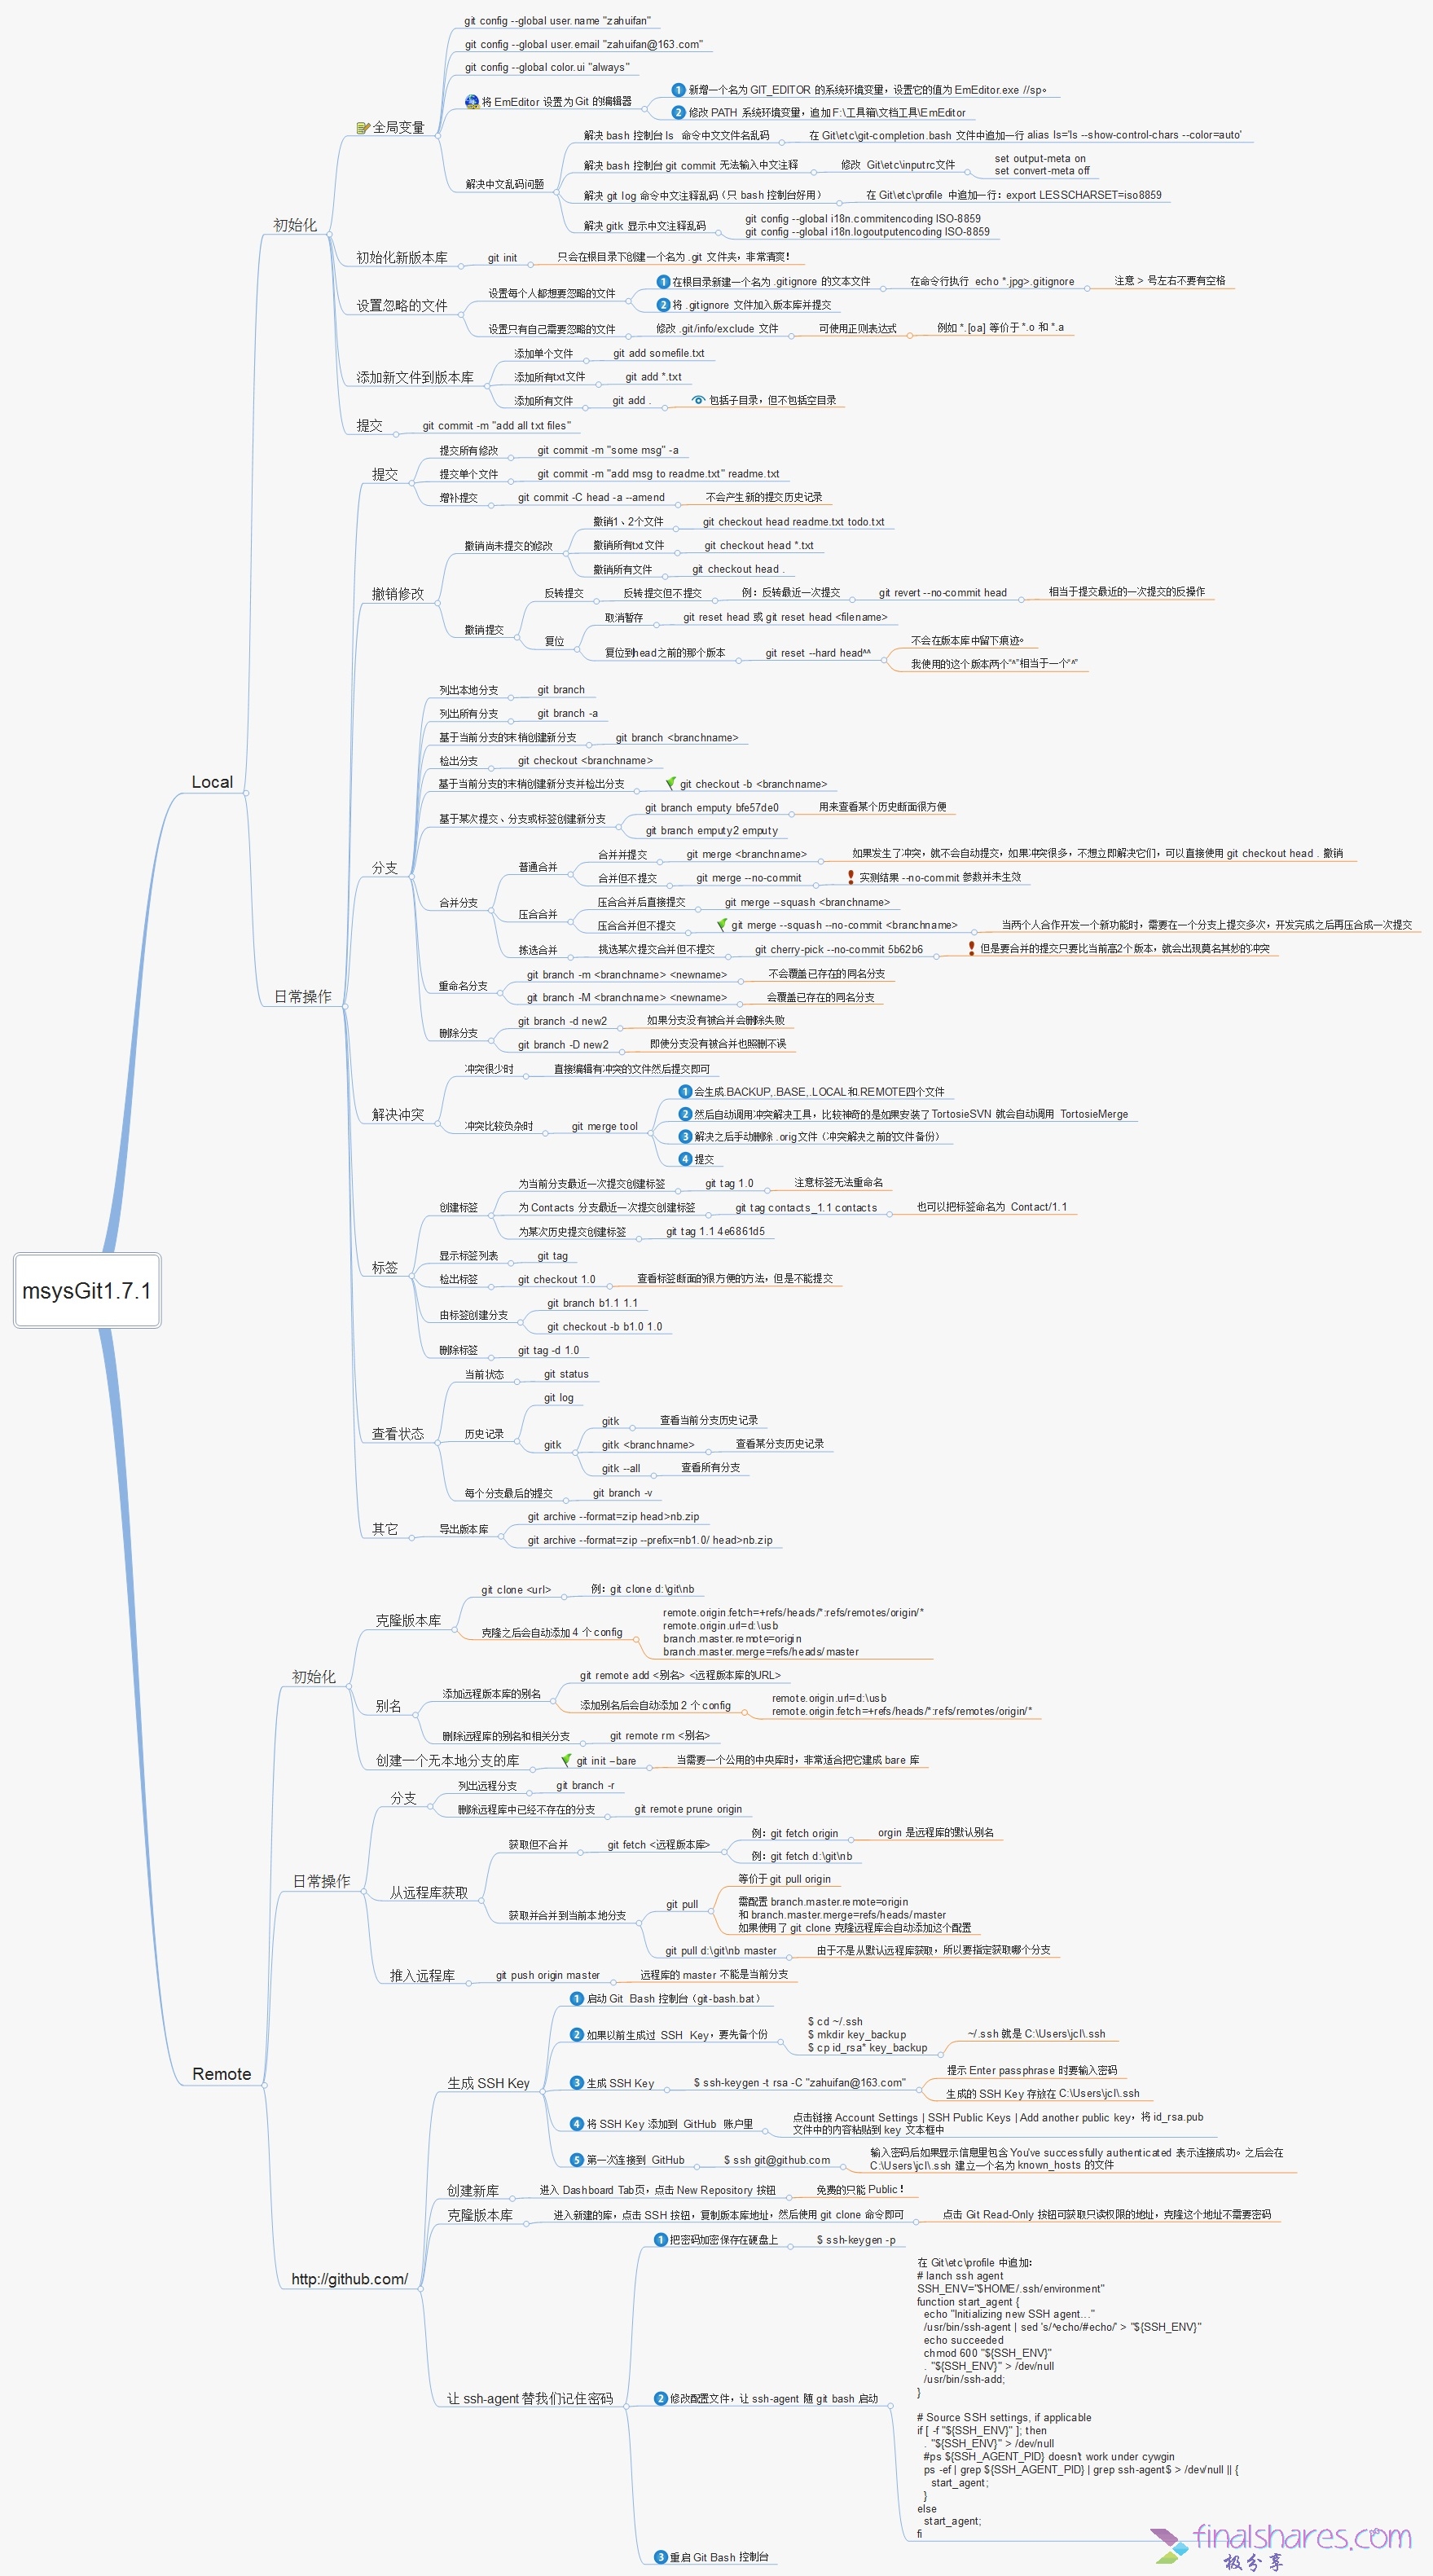 git config --global user.name "zahuifan"
git config --global user.email "zahuifan@163.com"
git config --global color.ui "always"
将 EmEditor 设置为 Git 的编辑器
1 新增一个名为 GIT_EDITOR 的系统环境变量，设置它的值为 EmEditor.exe //sp。
2 修改 PATH 系统环境变量，追加 F:\工具箱\文档工具\EmEditor
全局变量
解决 bash 控制台 ls 命令中文文件名乱码
在 Git\etc\git-completion.bash 文件中追加一行 alias ls='ls --show-control-chars --color=auto'
解决 bash 控制台 git commit 无法输入中文注释
修改 Git\etc\inputrc文件
set output-meta on
set convert-meta off
解决中文乱码问题
解决 git log 命令中文注释乱码（只 bash 控制台好用）
在 Git\etc\profile 中追加一行：export LESSCHARSET=iso8859
解决 gitk 显示中文注释乱码
git config --global i18n.commitencoding ISO-8859
git config --global i18n.logoutputencoding ISO-8859
初始化
初始化新版本库
git init
只会在根目录下创建一个名为 .git 文件夹，非常清爽！
设置忽略的文件
设置每个人都想要忽略的文件
1 在根目录新建一个名为 .gitignore 的文本文件
在命令行执行 echo *.jpg>.gitignore
注意 > 号左右不要有空格
2 将 .gitignore 文件加入版本库并提交
设置只有自己需要忽略的文件
修改 .git/info/exclude 文件
可使用正则表达式
例如 *.[oa] 等价于 *.o 和 *.a
添加新文件到版本库
添加单个文件
git add somefile.txt
添加所有txt文件
git add *.txt
添加所有文件
git add .
包括子目录，但不包括空目录
提交
git commit -m "add all txt files"
提交
提交所有修改
git commit -m "some msg" -a
提交单个文件
git commit -m "add msg to readme.txt" readme.txt
增补提交
git commit -C head -a --amend
不会产生新的提交历史记录
撤销修改
撤销尚未提交的修改
撤销1、2个文件
git checkout head readme.txt todo.txt
撤销所有txt文件
git checkout head *.txt
撤销所有文件
git checkout head .
撤销提交
反转提交
反转提交但不提交
例：反转最近一次提交
git revert --no-commit head
相当于提交最近的一次提交的反操作
复位
取消暂存
git reset head 或 git reset head <filename>
复位到head之前的那个版本
git reset --hard head^^
不会在版本库中留下痕迹。
我使用的这个版本两个"^"相当于一个"^"
Local
日常操作
分支
列出本地分支
git branch
列出所有分支
git branch -a
基于当前分支的末梢创建新分支
git branch <branchname>
检出分支
git checkout <branchname>
基于当前分支的末梢创建新分支并检出分支
git checkout -b <branchname>
基于某次提交、分支或标签创建新分支
git branch emputy bfe57de0
用来查看某个历史断面很方便
git branch emputy2 emputy
合并分支
普通合并
合并并提交
git merge <branchname>
如果发生了冲突，就不会自动提交，如果冲突很多，不想立即解决它们，可以直接使用 git checkout head . 撤销
合并但不提交
git merge --no-commit
实测结果 --no-commit 参数并未生效
压合合并
压合合并后直接提交
git merge --squash <branchname>
压合合并但不提交
git merge --squash --no-commit <branchname>
当两个人合作开发一个新功能时，需要在一个分支上提交多次，开发完成之后再压合成一次提交
拣选合并
挑选某次提交合并但不提交
git cherry-pick --no-commit 5b62b6
但是要合并的提交只要比当前高2个版本，就会出现莫名其妙的冲突
重命名分支
git branch -m <branchname> <newname>
不会覆盖已存在的同名分支
git branch -M <branchname> <newname>
会覆盖已存在的同名分支
删除分支
git branch -d new2
如果分支没有被合并会删除失败
git branch -D new2
即使分支没有被合并也照删不误
解决冲突
冲突很少时
直接编辑有冲突的文件然后提交即可
冲突比较负杂时
git merge tool
1 会生成.BACKUP,.BASE,.LOCAL和.REMOTE四个文件
2 然后自动调用冲突解决工具，比较神奇的是如果安装了TortosieSVN 就会自动调用 TortosieMerge
3 解决之后手动删除 .orig文件（冲突解决之前的文件备份）
4 提交
标签
创建标签
为当前分支最近一次提交创建标签
git tag 1.0
注意标签无法重命名
为 Contacts 分支最近一次提交创建标签
git tag contacts_1.1 contacts
也可以把标签命名为 Contact/1.1
为某次历史提交创建标签
git tag 1.1 4e6861d5
显示标签列表
git tag
检出标签
git checkout 1.0
查看标签断面的很方便的方法，但是不能提交
由标签创建分支
git branch b1.1 1.1
git checkout -b b1.0 1.0
删除标签
git tag -d 1.0
msysGit1.7.1
查看状态
当前状态
git status
历史记录
git log
gitk
gitk
查看当前分支历史记录
gitk <branchname>
查看某分支历史记录
gitk --all
查看所有分支
每个分支最后的提交
git branch -v
其它
导出版本库
git archive --format=zip head>nb.zip
git archive --format=zip --prefix=nb1.0/ head>nb.zip
Remote
初始化
克隆版本库
git clone <url>
例：git clone d:\git\nb
克隆之后会自动添加 4 个 config
remote.origin.fetch=+refs/heads/*:refs/remotes/origin/*
remote.origin.url=d:\usb
branch.master.remote=origin
branch.master.merge=refs/heads/master
别名
添加远程版本库的别名
git remote add <别名> <远程版本库的URL>
添加别名后会自动添加 2 个 config
remote.origin.url=d:\usb
remote.origin.fetch=+refs/heads/*:refs/remotes/origin/*
删除远程库的别名和相关分支
git remote rm <别名>
创建一个无本地分支的库
git init --bare
当需要一个公用的中央库时，非常适合把它建成 bare 库
日常操作
分支
列出远程分支
git branch -r
删除远程库中已经不存在的分支
git remote prune origin
从远程库获取
获取但不合并
git fetch <远程版本库>
例：git fetch origin
orgin 是远程库的默认别名
例：git fetch d:\git\nb
获取并合并到当前本地分支
git pull
等价于 git pull origin
需配置 branch.master.remote=origin
和 branch.master.merge=refs/heads/master
如果使用了 git clone 克隆远程库会自动添加这个配置
git pull d:\git\nb master
由于不是从默认远程库获取，所以要指定获取哪个分支
推入远程库
git push origin master
远程库的 master 不能是当前分支
http://github.com/
生成 SSH Key
1 启动 Git Bash 控制台（git-bash.bat）
2 如果以前生成过 SSH Key，要先备个份
$ cd ~/.ssh
$ mkdir key_backup
$ cp id_rsa* key_backup
~/.ssh 就是 C:\Users\jcl\.ssh
3 生成 SSH Key
$ ssh-keygen -t rsa -C "zahuifan@163.com"
提示 Enter passphrase 时要输入密码
生成的 SSH Key 存放在 C:\Users\jcl\.ssh
4 将 SSH Key 添加到 GitHub 账户里
点击链接 Account Settings | SSH Public Keys | Add another public key，将 id_rsa.pub
文件中的内容粘贴到 key 文本框中
5 第一次连接到 GitHub
$ ssh git@github.com
输入密码后如果显示信息里包含 You've successfully authenticated 表示连接成功。之后会在
C:\Users\jcl\.ssh 建立一个名为 known_hosts 的文件
创建新库
进入 Dashboard Tab页，点击 New Repository 按钮
免费的只能 Public！
克隆版本库
进入新建的库，点击 SSH 按钮，复制版本库地址，然后使用 git clone 命令即可
点击 Git Read-Only 按钮可获取只读权限的地址，克隆这个地址不需要密码
让 ssh-agent 替我们记住密码
1 把密码加密保存在硬盘上
$ ssh-keygen -p
2 修改配置文件，让 ssh-agent 随 git bash 启动
在 Git\etc\profile 中追加：
# lanch ssh agent
SSH_ENV="$HOME/.ssh/environment"
function start_agent {
echo "Initializing new SSH agent..."
/usr/bin/ssh-agent | sed 's/^echo/#echo/' > "${SSH_ENV}"
echo succeeded
chmod 600 "${SSH_ENV}"
. "${SSH_ENV}" > /dev/null
/usr/bin/ssh-add;
}
# Source SSH settings, if applicable
if [ -f "${SSH_ENV}" ]; then
. "${SSH_ENV}" > /dev/null
#ps ${SSH_AGENT_PID} doesn't work under cywgin
ps -ef | grep ${SSH_AGENT_PID} | grep ssh-agent$ > /dev/null || {
start_agent;
}
else
start_agent;
fi
3 重启 Git Bash 控制台
finalshares.com
极分享